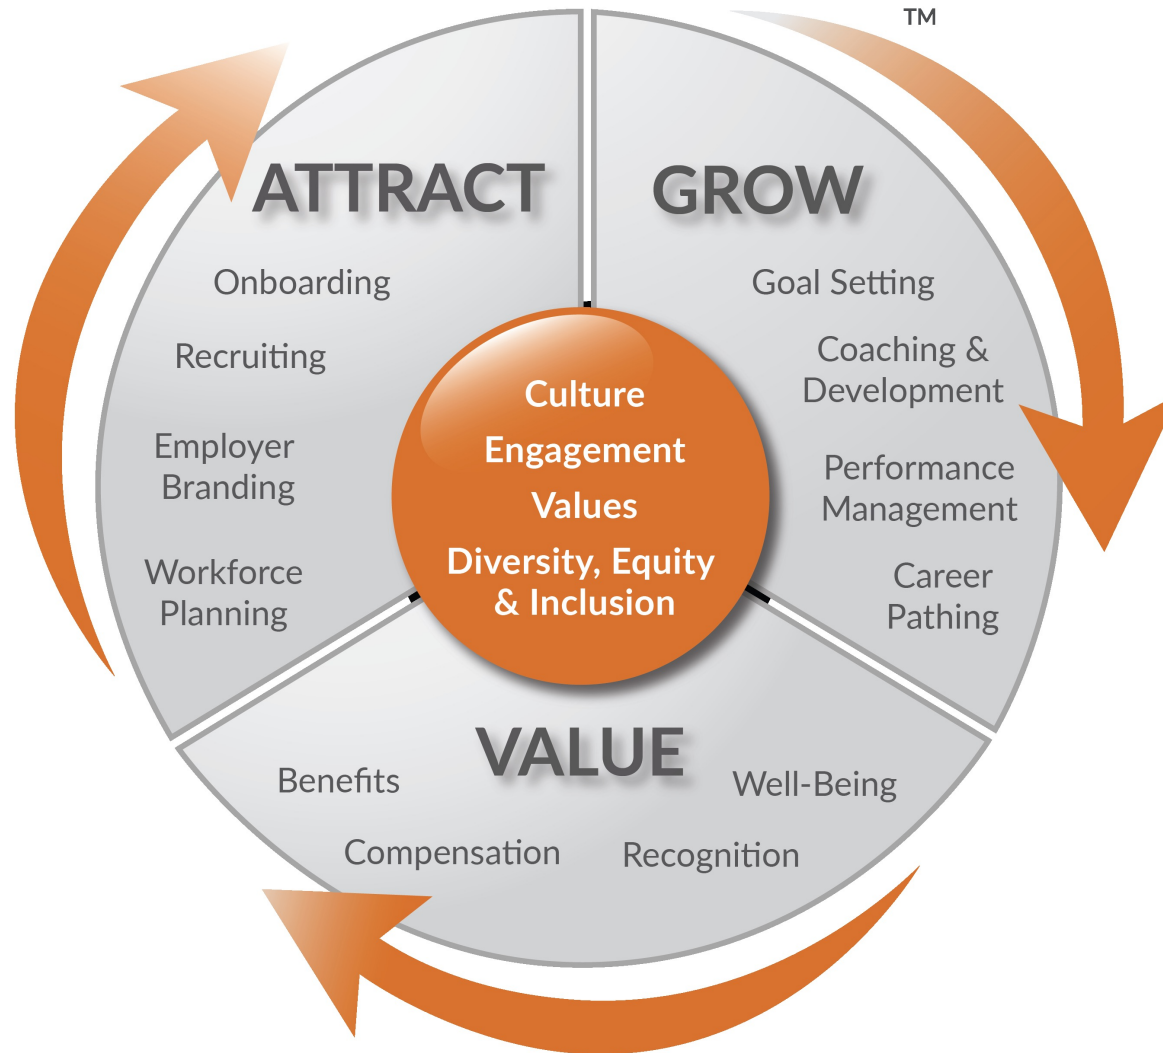 TM
ATTRACT
Onboarding
Recruiting
Employer
Branding
Workforce
Planning
GROW
Goal Setting
Coaching &
Development
Performance
Management
Career
Pathing
Culture
Engagement
Values
Diversity, Equity
& Inclusion
VALUE
Benefits
Well-Being
Compensation
Recognition